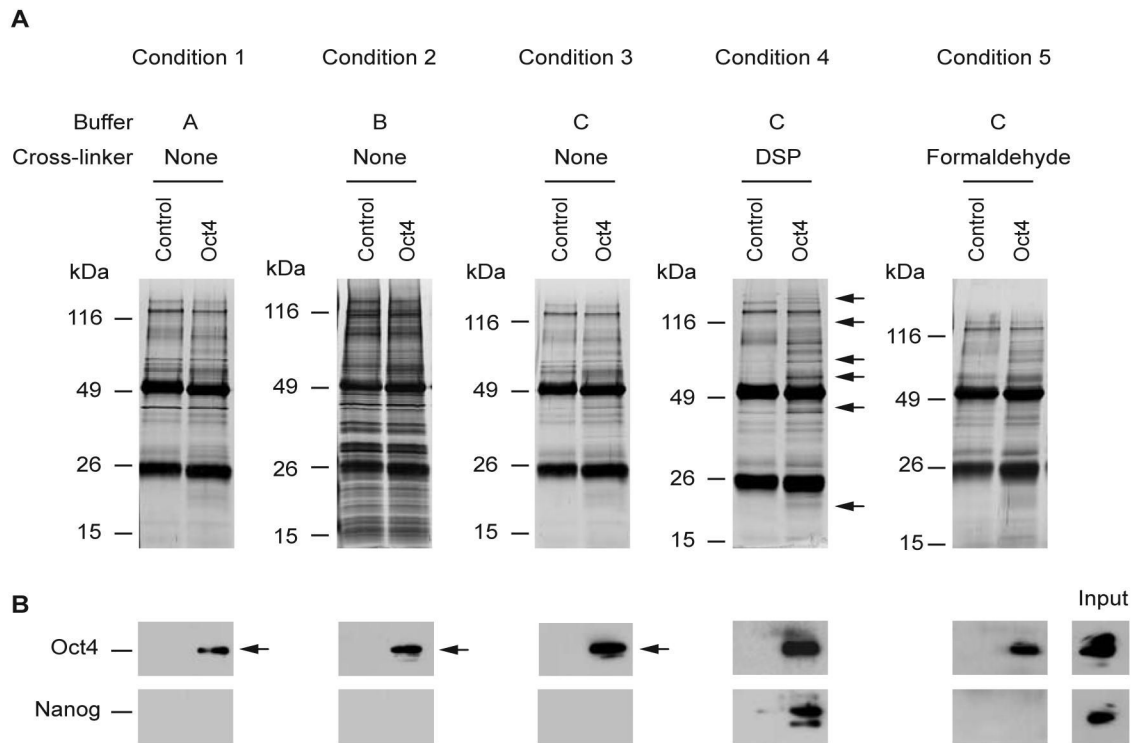 A
Condition 1 Condition 2 Condition 3 Condition 4 Condition 5
Buffer A B C C C
Cross-linker None None None DSP Formaldehyde
Control Oct4 Control Oct4 Control Oct4 Control Oct4 Control Oct4
kDa kDa kDa kDa kDa
116 116 116 116 116
49 49 49 49 49
26 26 26 26 26
15 15 15 15 15
B
Input
Oct4
Nanog